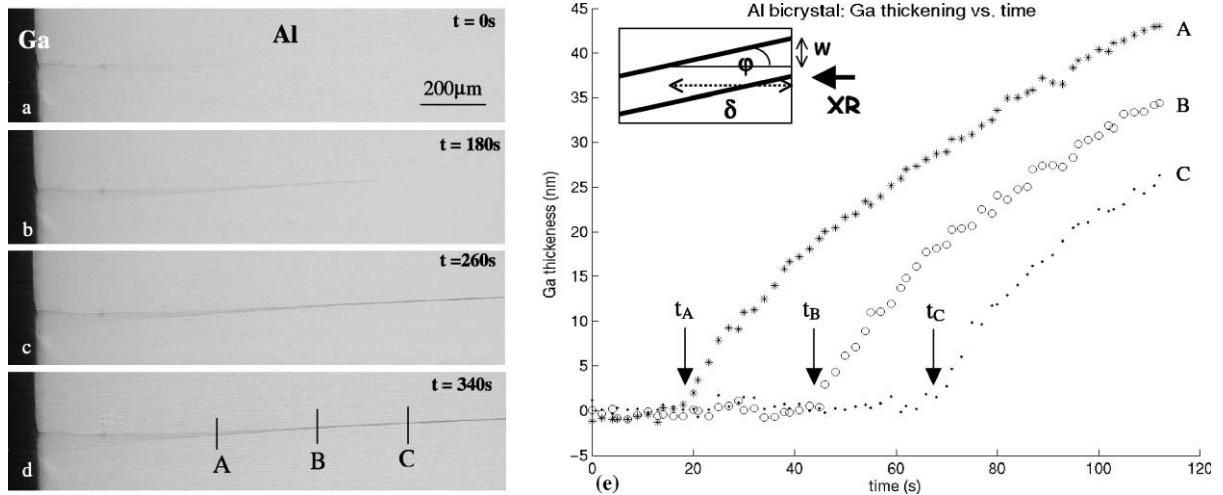 Ga
Al
t = 0s
200μm
a
t = 180s
b
t =260s
c
t = 340s
A
B
C
d
Al bicrystal: Ga thickening vs. time
45
40
35
30
25
20
15
10
5
0
−5
Ga thickeness (nm)
φ
w
δ
XR
A
B
C
tA
tB
tC
0
20
40
60
80
100
120
time (s)
(e)